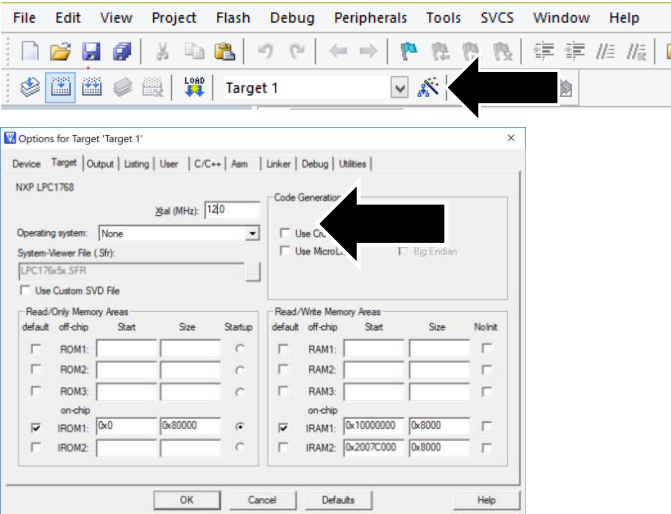 File Edit View Project Flash Debug Peripherals Tools SVCS Window Help
LOAD
Target 1
Options for Target 'Target 1'
Device Target Output Listing User C/C++ Asm Linker Debug Utilities
NXP LPC1768
Code Generation
Xtal (MHz): 12.0
Operating system: None
Use
System-Viewer File (.Sfr):
Use Big Endian
LPC176x5x.SFR
Use Custom SVD File
Read/Only Memory Areas
default off-chip Start Size Startup
ROM1:
ROM2:
ROM3:
on-chip
IROM1: 0x0 0x80000
IROM2:
Read/Write Memory Areas
default off-chip Start Size NoInit
RAM1:
RAM2:
RAM3:
on-chip
IRAM1: 0x10000000 0x8000
IRAM2: 0x2007C000 0x8000
OK Cancel Defaults Help